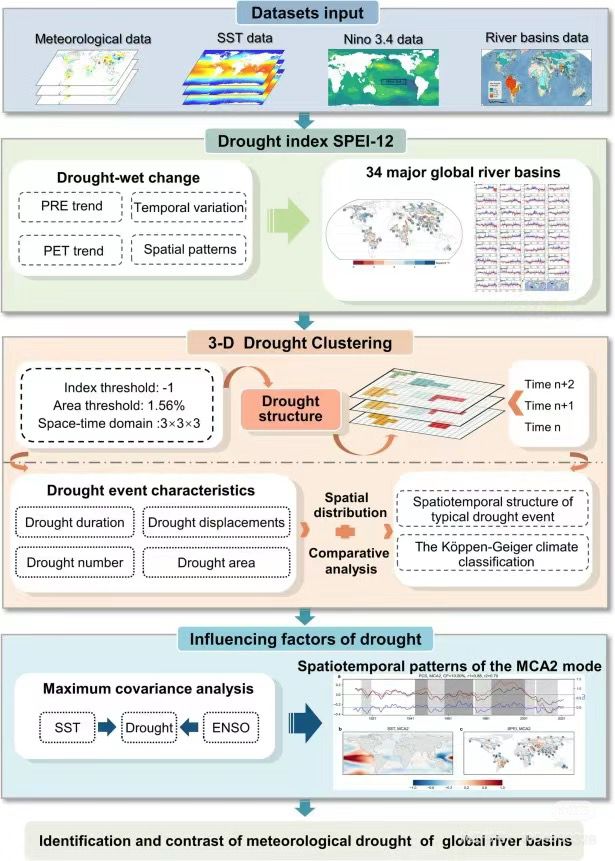 Datasets input
Meteorological data
SST data
Nino 3.4 data
River basins data
Drought index SPEI-12
Drought-wet change
PRE trend
Temporal variation
PET trend
Spatial patterns
34 major global river basins
3-D Drought Clustering
Index threshold: -1
Area threshold: 1.56%
Space-time domain :3×3×3
Drought
structure
Time n+2
Time n+1
Time n
Drought event characteristics
Drought duration
Drought displacements
Drought number
Drought area
Spatial
distribution
Comparative
analysis
Spatiotemporal structure of
typical drought event
The Köppen-Geiger climate
classification
Influencing factors of drought
Maximum covariance analysis
SST
Drought
ENSO
Spatiotemporal patterns of the MCA2 mode
a
b
SST, MCA2
c
SPEI, MCA2
Identification and contrast of meteorological drought of global river basins